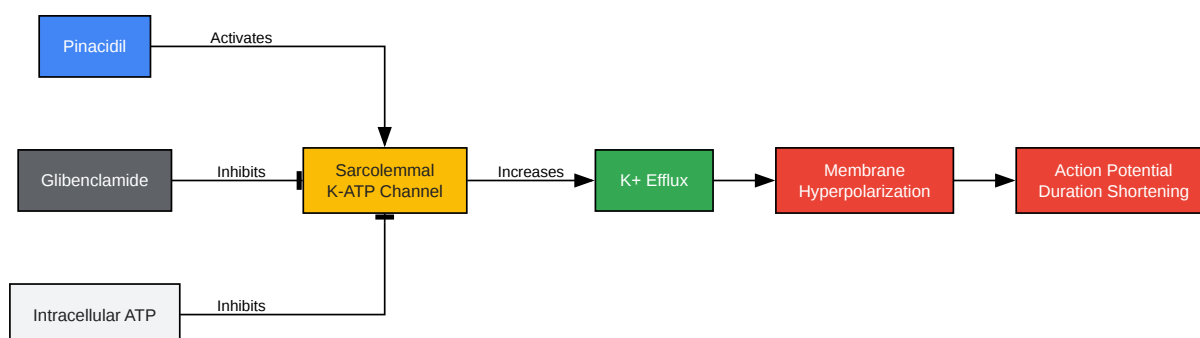 Pinacidil
Activates
Glibenclamide
Inhibits
Sarcolemmal
K-ATP Channel
Increases
K+ Efflux
Membrane
Hyperpolarization
Action Potential
Duration Shortening
Intracellular ATP
Inhibits